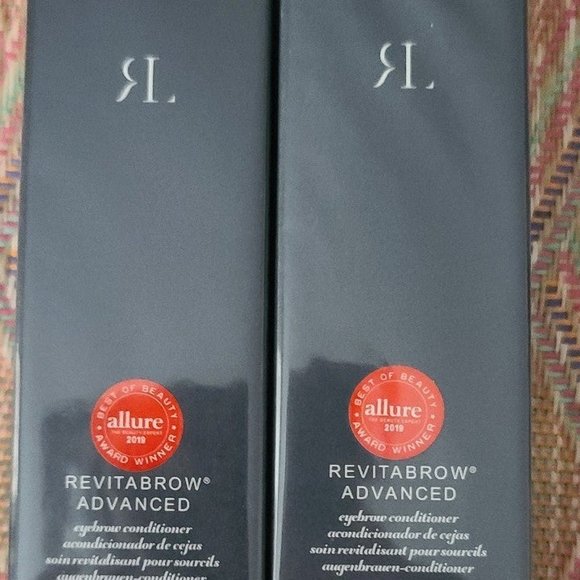 RL
BEST OF BEAUTY
allure
THE BEAUTY EXPERT
2019
AWARD WINNER
REVITABROW®
ADVANCED
eyebrow conditioner
acondicionador de cejas
soin revitalisant pour sourcils
augenbrauen-conditioner
RL
BEST OF BEAUTY
allure
THE BEAUTY EXPERT
2019
AWARD WINNER
REVITABROW®
ADVANCED
eyebrow conditioner
acondicionador de cejas
soin revitalisant pour sourcils
augenbrauen-conditioner